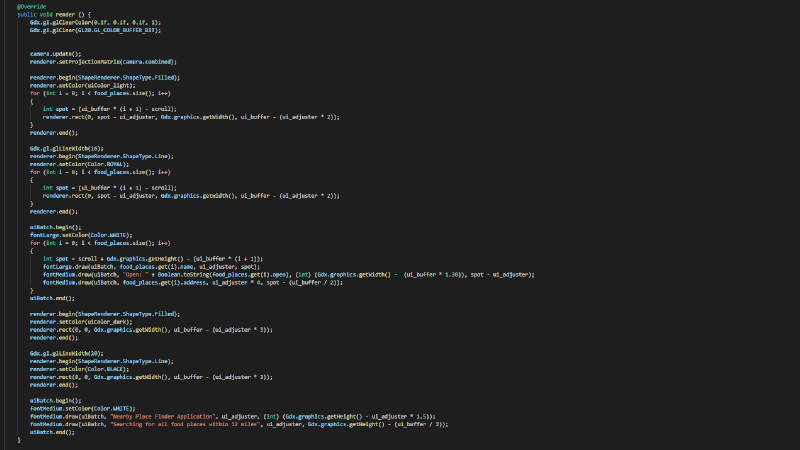 @Override
public void render () {
Gdx.gl.glClearColor(0.1f, 0.1f, 0.1f, 1);
Gdx.gl.glClear(GL20.GL_COLOR_BUFFER_BIT);
camera.update();
renderer.setProjectionMatrix(camera.combined);
renderer.begin(ShapeRenderer.ShapeType.Filled);
renderer.setColor(uiColor_light);
for (int i = 0; i < food_places.size(); i++)
{
int spot = (ui_buffer * (i + 1) - scroll);
renderer.rect(0, spot - ui_adjuster, Gdx.graphics.getWidth(), ui_buffer - (ui_adjuster * 2));
}
renderer.end();
Gdx.gl.glLineWidth(16);
renderer.begin(ShapeRenderer.ShapeType.Line);
renderer.setColor(Color.ROYAL);
for (int i = 0; i < food_places.size(); i++)
{
int spot = (ui_buffer * (i + 1) - scroll);
renderer.rect(0, spot - ui_adjuster, Gdx.graphics.getWidth(), ui_buffer - (ui_adjuster * 2));
}
renderer.end();
uiBatch.begin();
fontLarge.setColor(Color.WHITE);
for (int i = 0; i < food_places.size(); i++)
{
int spot = scroll + Gdx.graphics.getHeight() - (ui_buffer * (i + 1));
fontLarge.draw(uiBatch, food_places.get(i).name, ui_adjuster, spot);
fontMedium.draw(uiBatch, "Open: " + Boolean.toString(food_places.get(i).open), (int) (Gdx.graphics.getWidth() - (ui_buffer * 1.30)), spot - ui_adjuster);
fontMedium.draw(uiBatch, food_places.get(i).address, ui_adjuster * 4, spot - (ui_buffer / 2));
}
uiBatch.end();
renderer.begin(ShapeRenderer.ShapeType.Filled);
renderer.setColor(uiColor_dark);
renderer.rect(0, 0, Gdx.graphics.getWidth(), ui_buffer - (ui_adjuster * 3));
renderer.end();
Gdx.gl.glLineWidth(20);
renderer.begin(ShapeRenderer.ShapeType.Line);
renderer.setColor(Color.BLACK);
renderer.rect(0, 0, Gdx.graphics.getWidth(), ui_buffer - (ui_adjuster * 3));
renderer.end();
uiBatch.begin();
fontMedium.setColor(Color.WHITE);
fontMedium.draw(uiBatch, "Nearby Place Finder Application", ui_adjuster, (int) (Gdx.graphics.getHeight() - ui_adjuster * 1.5));
fontMedium.draw(uiBatch, "Searching for all food places within 12 miles", ui_adjuster, Gdx.graphics.getHeight() - (ui_buffer / 3));
uiBatch.end();
}